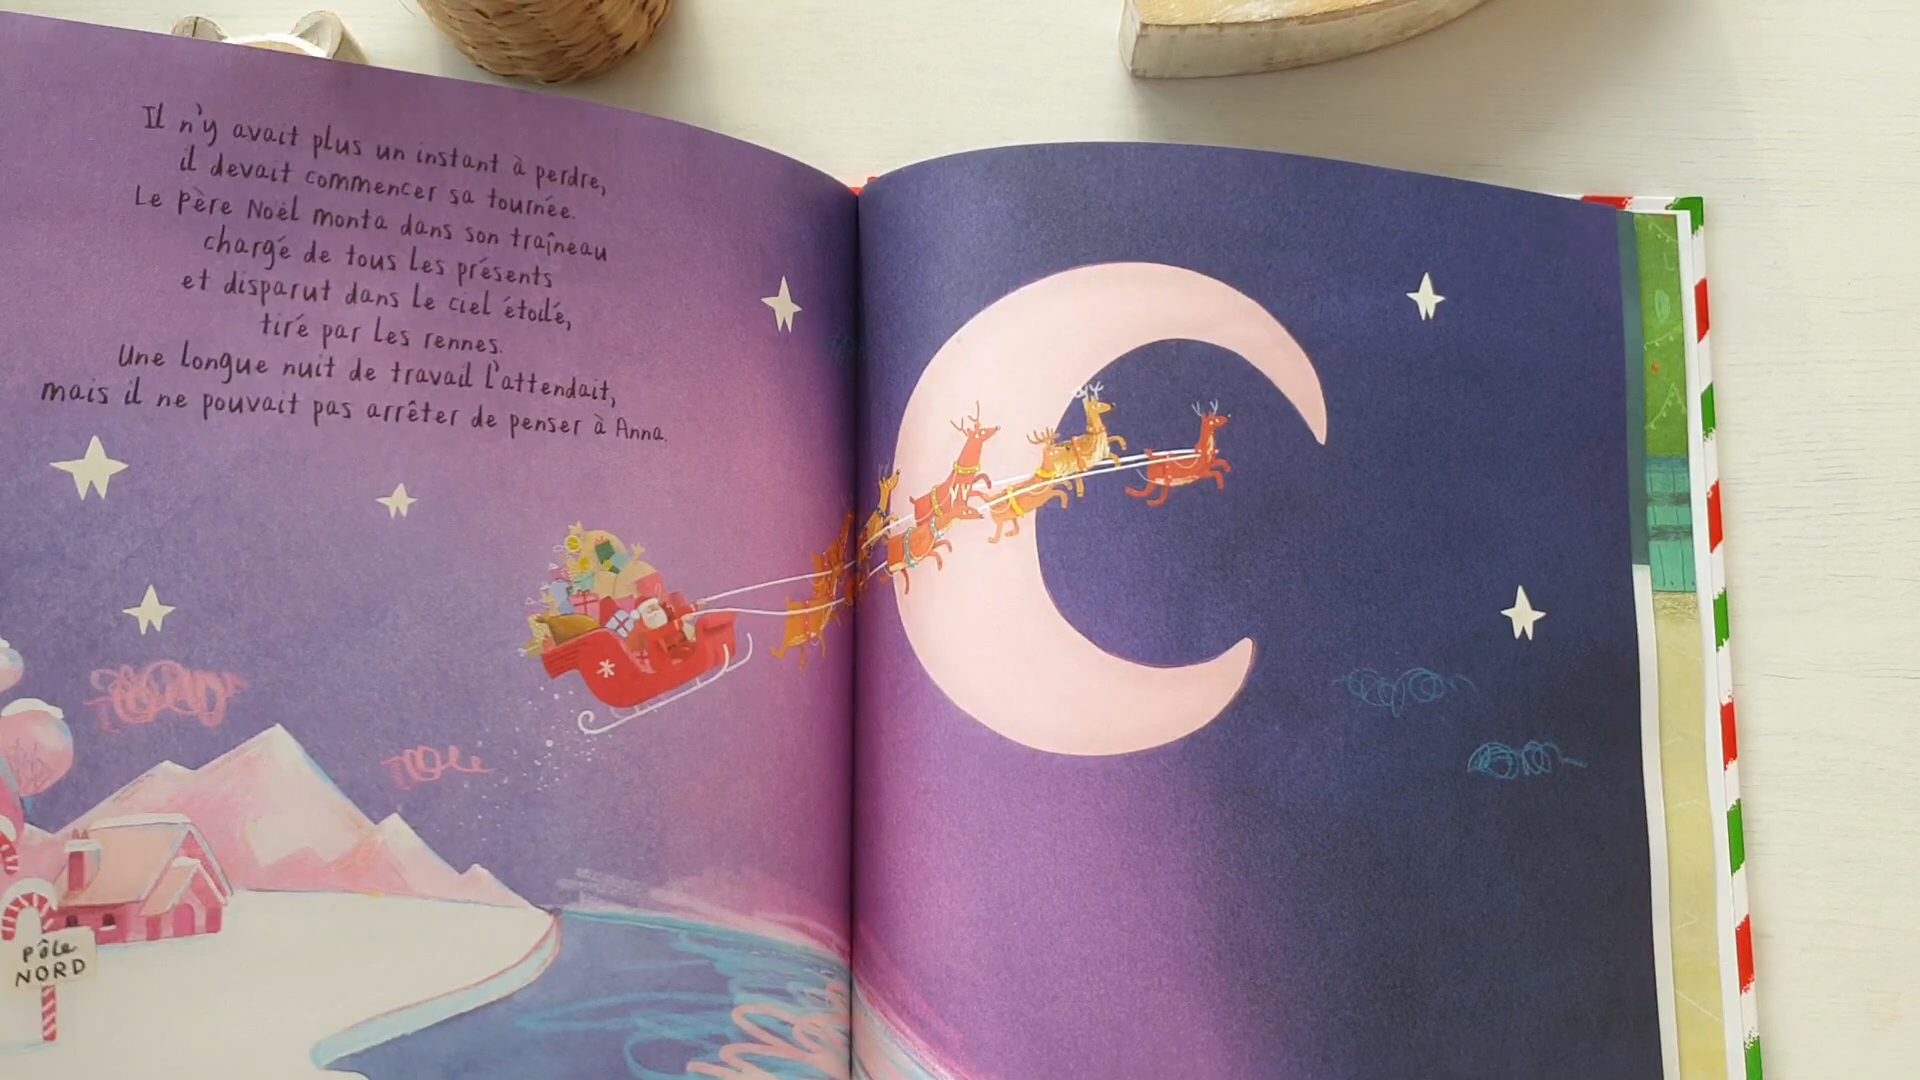 Il n'y avait plus un instant à perdre,
il devait commencer sa tournée.
Le Père Noël monta dans son traîneau
chargé de tous les présents
et disparut dans le ciel étoilé,
tiré par les rennes.
Une longue nuit de travail l'attendait,
mais il ne pouvait pas arrêter de penser à Anna.
PÔLE
NORD